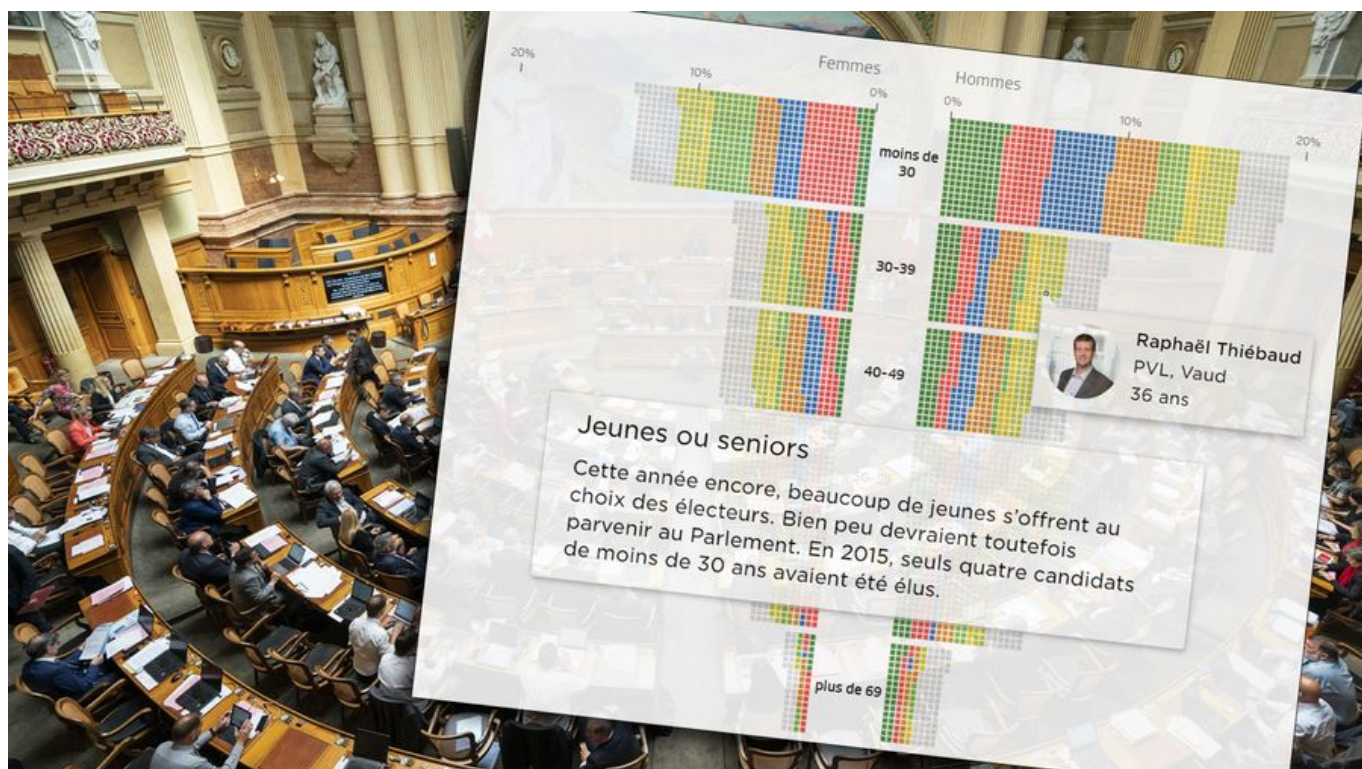 Femmes
Hommes
20%
10%
0%
0%
10%
20%
moins de
30
30-39
40-49
Raphaël Thiébaud
PVL, Vaud
36 ans
Jeunes ou seniors
Cette année encore, beaucoup de jeunes s'offrent au
choix des électeurs. Bien peu devraient toutefois
parvenir au Parlement. En 2015, seuls quatre candidats
de moins de 30 ans avaient été élus.
plus de 69